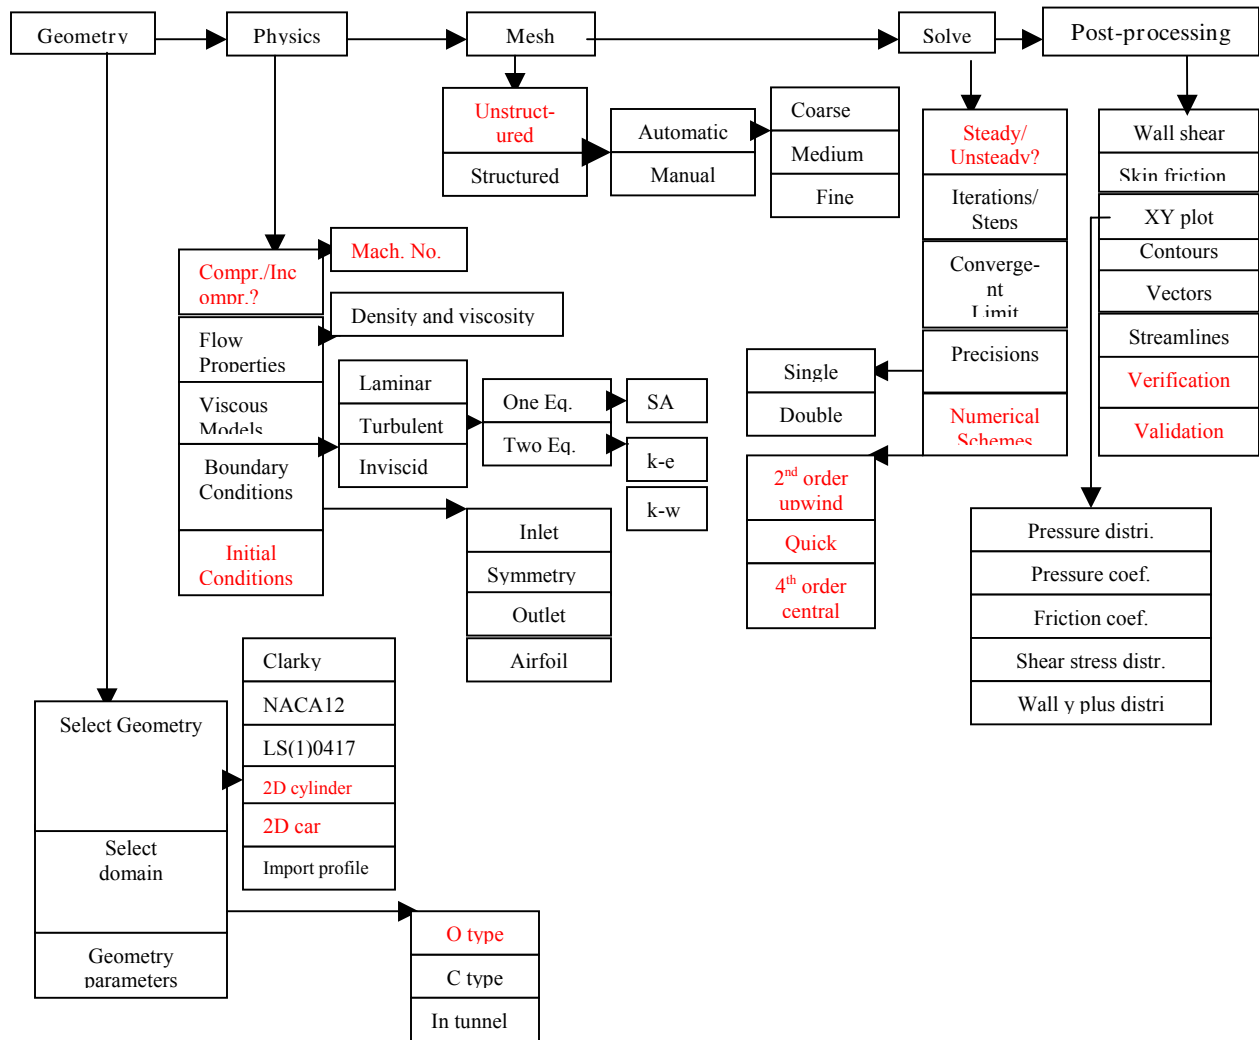 Geometry
Physics
Mesh
Solve
Post-processing
Unstruct-
ured
Structured
Automatic
Manual
Coarse
Medium
Fine
Steady/
Unsteady?
Iterations/
Steps
Converge-
nt
Limit
Precisions
Numerical
Schemes
Wall shear
Skin friction
XY plot
Contours
Vectors
Streamlines
Verification
Validation
Mach. No.
Compr./Inc
ompr.?
Flow
Properties
Viscous
Models
Boundary
Conditions
Initial
Conditions
Density and viscosity
Laminar
Turbulent
Inviscid
One Eq.
Two Eq.
SA
k-e
k-w
Single
Double
2nd order
upwind
Quick
4th order
central
Inlet
Symmetry
Outlet
Airfoil
Pressure distri.
Pressure coef.
Friction coef.
Shear stress distr.
Wall y plus distri
Select Geometry
Select
domain
Geometry
parameters
Clarky
NACA12
LS(1)0417
2D cylinder
2D car
Import profile
O type
C type
In tunnel